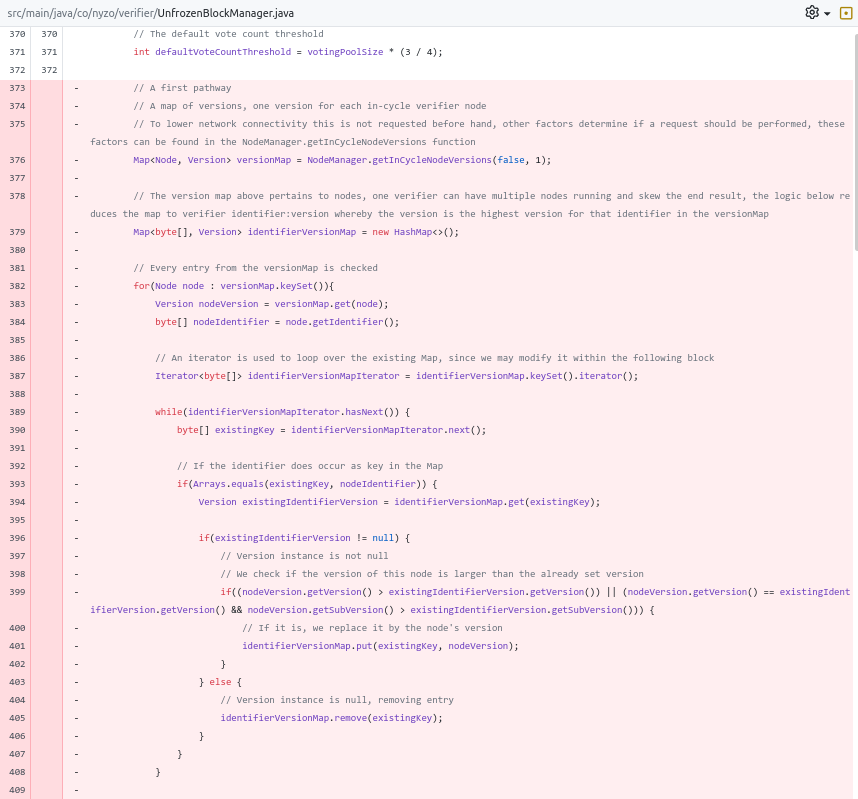 src/main/java/co/nyzo/verifier/UnfrozenBlockManager.java
370 370 // The default vote count threshold
371 371 int defaultVoteCountThreshold = votingPoolSize * (3 / 4);
372 372
373 - // A first pathway
374 - // A map of versions, one version for each in-cycle verifier node
375 - // To lower network connectivity this is not requested before hand, other factors determine if a request should be performed, these
factors can be found in the NodeManager.getInCycleNodeVersions function
376 - Map<Node, Version> versionMap = NodeManager.getInCycleNodeVersions(false, 1);
377 -
378 - // The version map above pertains to nodes, one verifier can have multiple nodes running and skew the end result, the logic below re
duces the map to verifier identifier:version whereby the version is the highest version for that identifier in the versionMap
379 - Map<byte[], Version> identifierVersionMap = new HashMap<>();
380 -
381 - // Every entry from the versionMap is checked
382 - for(Node node : versionMap.keySet()){
383 - Version nodeVersion = versionMap.get(node);
384 - byte[] nodeIdentifier = node.getIdentifier();
385 -
386 - // An iterator is used to loop over the existing Map, since we may modify it within the following block
387 - Iterator<byte[]> identifierVersionMapIterator = identifierVersionMap.keySet().iterator();
388 -
389 - while(identifierVersionMapIterator.hasNext()) {
390 - byte[] existingKey = identifierVersionMapIterator.next();
391 -
392 - // If the identifier does occur as key in the Map
393 - if(Arrays.equals(existingKey, nodeIdentifier)) {
394 - Version existingIdentifierVersion = identifierVersionMap.get(existingKey);
395 -
396 - if(existingIdentifierVersion != null) {
397 - // Version instance is not null
398 - // We check if the version of this node is larger than the already set version
399 - if((nodeVersion.getVersion() > existingIdentifierVersion.getVersion()) || (nodeVersion.getVersion() == existingIdent
ifierVersion.getVersion() && nodeVersion.getSubVersion() > existingIdentifierVersion.getSubVersion())) {
400 - // If it is, we replace it by the node's version
401 - identifierVersionMap.put(existingKey, nodeVersion);
402 - }
403 - } else {
404 - // Version instance is null, removing entry
405 - identifierVersionMap.remove(existingKey);
406 - }
407 - }
408 - }
409 -